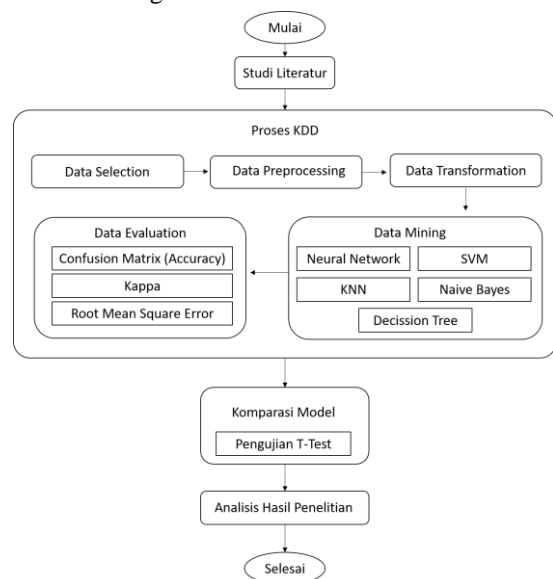 Mulai
Studi Literatur
Proses KDD
Data Selection
Data Preprocessing
Data Transformation
Data Mining
Neural Network
SVM
KNN
Naive Bayes
Decission Tree
Data Evaluation
Confusion Matrix (Accuracy)
Kappa
Root Mean Square Error
Komparasi Model
Pengujian T-Test
Analisis Hasil Penelitian
Selesai